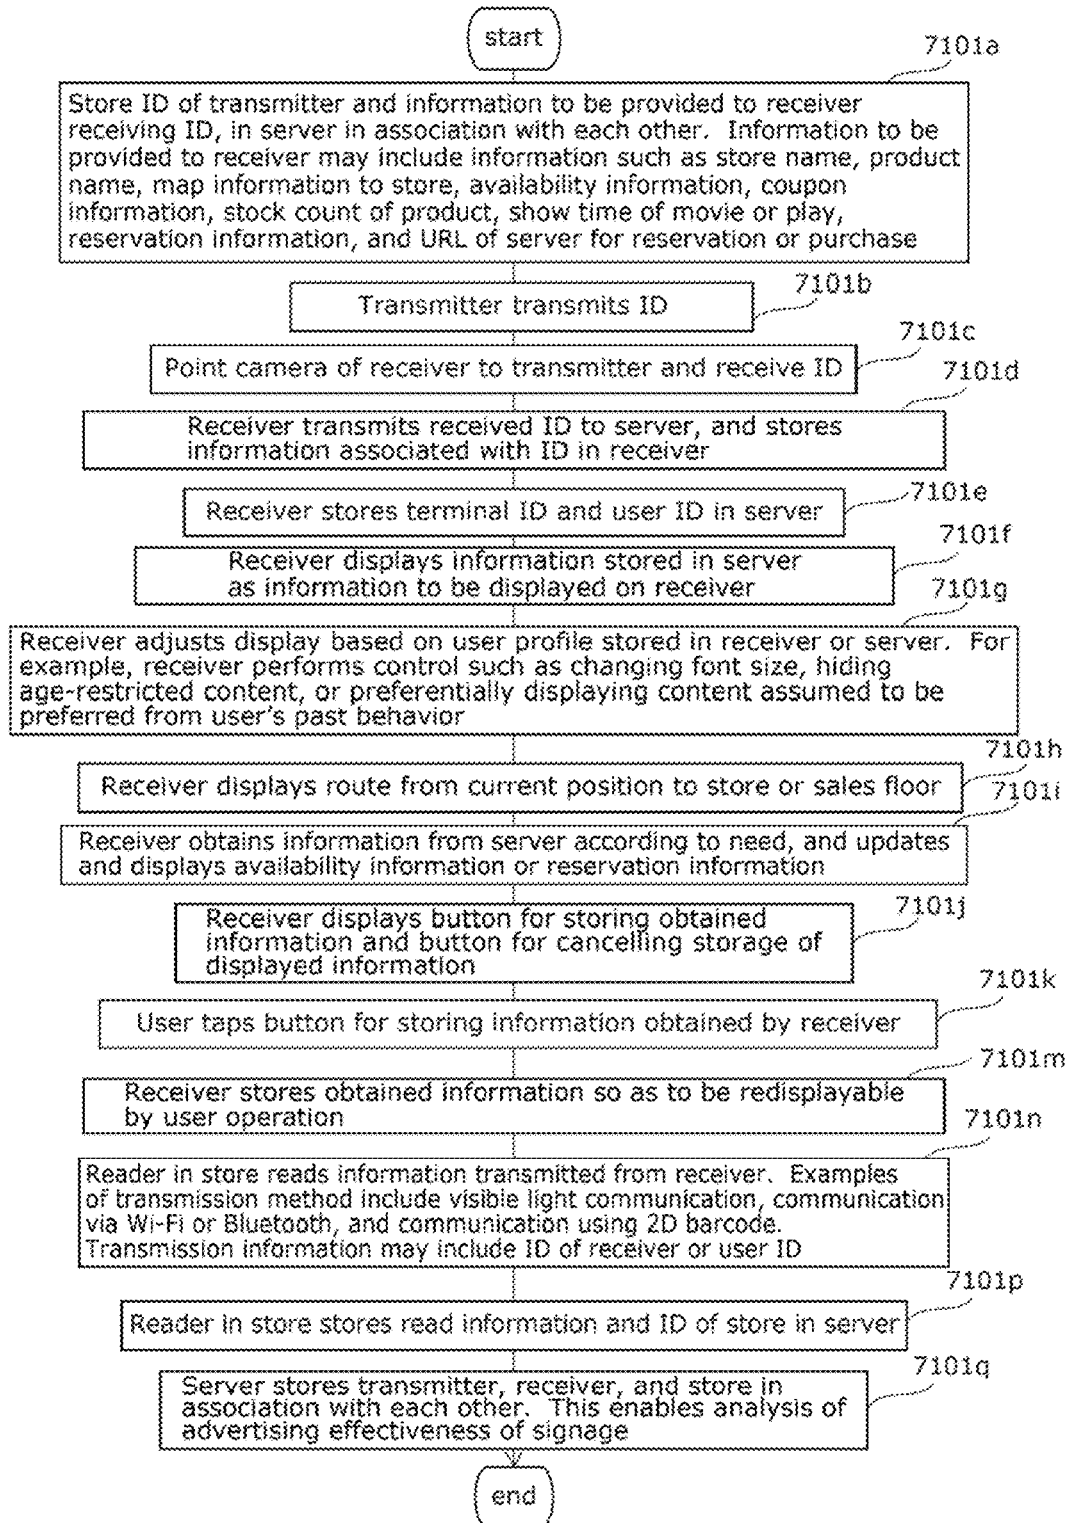 start
7101a
Store ID of transmitter and information to be provided to receiver
receiving ID, in server in association with each other. Information to be
provided to receiver may include information such as store name, product
name, map information to store, availability information, coupon
information, stock count of product, show time of movie or play,
reservation information, and URL of server for reservation or purchase
7101b
Transmitter transmits ID
7101c
Point camera of receiver to transmitter and receive ID
7101d
Receiver transmits received ID to server, and stores
information associated with ID in receiver
7101e
Receiver stores terminal ID and user ID in server
7101f
Receiver displays information stored in server
as information to be displayed on receiver
7101g
Receiver adjusts display based on user profile stored in receiver or server. For
example, receiver performs control such as changing font size, hiding
age-restricted content, or preferentially displaying content assumed to be
preferred from user's past behavior
7101h
Receiver displays route from current position to store or sales floor
7101i
Receiver obtains information from server according to need, and updates
and displays availability information or reservation information
7101j
Receiver displays button for storing obtained
information and button for cancelling storage of
displayed information
7101k
User taps button for storing information obtained by receiver
7101m
Receiver stores obtained information so as to be redisplayable
by user operation
7101n
Reader in store reads information transmitted from receiver. Examples
of transmission method include visible light communication, communication
via Wi-Fi or Bluetooth, and communication using 2D barcode.
Transmission information may include ID of receiver or user ID
7101p
Reader in store stores read information and ID of store in server
7101q
Server stores transmitter, receiver, and store in
association with each other. This enables analysis of
advertising effectiveness of signage
end